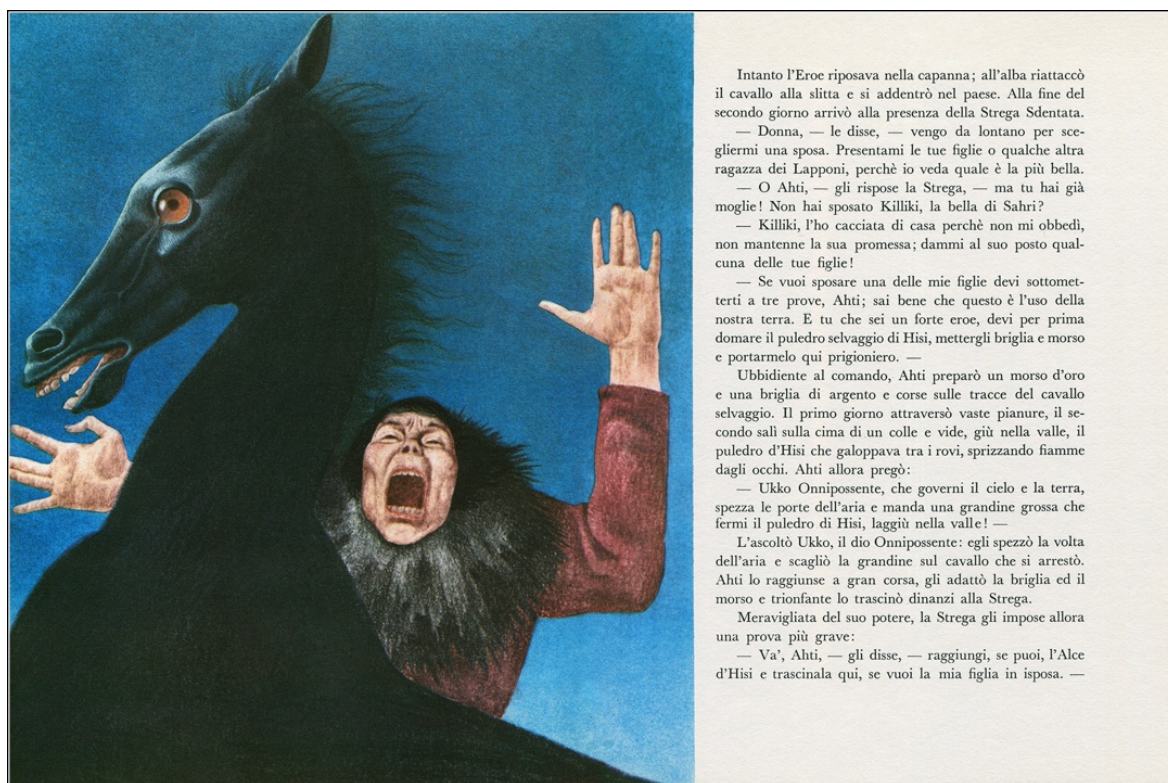 Intanto l'Eroe riposava nella capanna; all'alba riattaccò
il cavallo alla slitta e si addentrò nel paese. Alla fine del
secondo giorno arrivò alla presenza della Strega Sdentata.
— Donna, — le disse, — vengo da lontano per sce-
gliermi una sposa. Presentami le tue figlie o qualche altra
ragazza dei Lapponi, perchè io veda quale è la più bella.
— O Ahti, — gli rispose la Strega, — ma tu hai già
moglie! Non hai sposato Killiki, la bella di Sahri?
— Killiki, l'ho cacciata di casa perchè non mi obbedì,
non mantenne la sua promessa; dammi al suo posto qual-
cuna delle tue figlie!
— Se vuoi sposare una delle mie figlie devi sottomet-
terti a tre prove, Ahti; sai bene che questo è l'uso della
nostra terra. E tu che sei un forte eroe, devi per prima
domare il puledro selvaggio di Hisi, mettergli briglia e morso
e portarmelo qui prigioniero. —
Ubbidiente al comando, Ahti preparò un morso d'oro
e una briglia di argento e corse sulle tracce del cavallo
selvaggio. Il primo giorno attraversò vaste pianure, il se-
condo salì sulla cima di un colle e vide, giù nella valle, il
puledro d'Hisi che galoppava tra i rovi, sprizzando fiamme
dagli occhi. Ahti allora pregò:
— Ukko Onnipossente, che governi il cielo e la terra,
spezza le porte dell'aria e manda una grandine grossa che
fermi il puledro di Hisi, laggiù nella valle! —
L'ascoltò Ukko, il dio Onnipossente: egli spezzò la volta
dell'aria e scagliò la grandine sul cavallo che si arrestò.
Ahti lo raggiunse a gran corsa, gli adattò la briglia ed il
morso e trionfante lo trascinò dinanzi alla Strega.
Meravigliata del suo potere, la Strega gli impose allora
una prova più grave:
— Va', Ahti, — gli disse, — raggiungi, se puoi, l'Alce
d'Hisi e trascinala qui, se vuoi la mia figlia in isposa. —